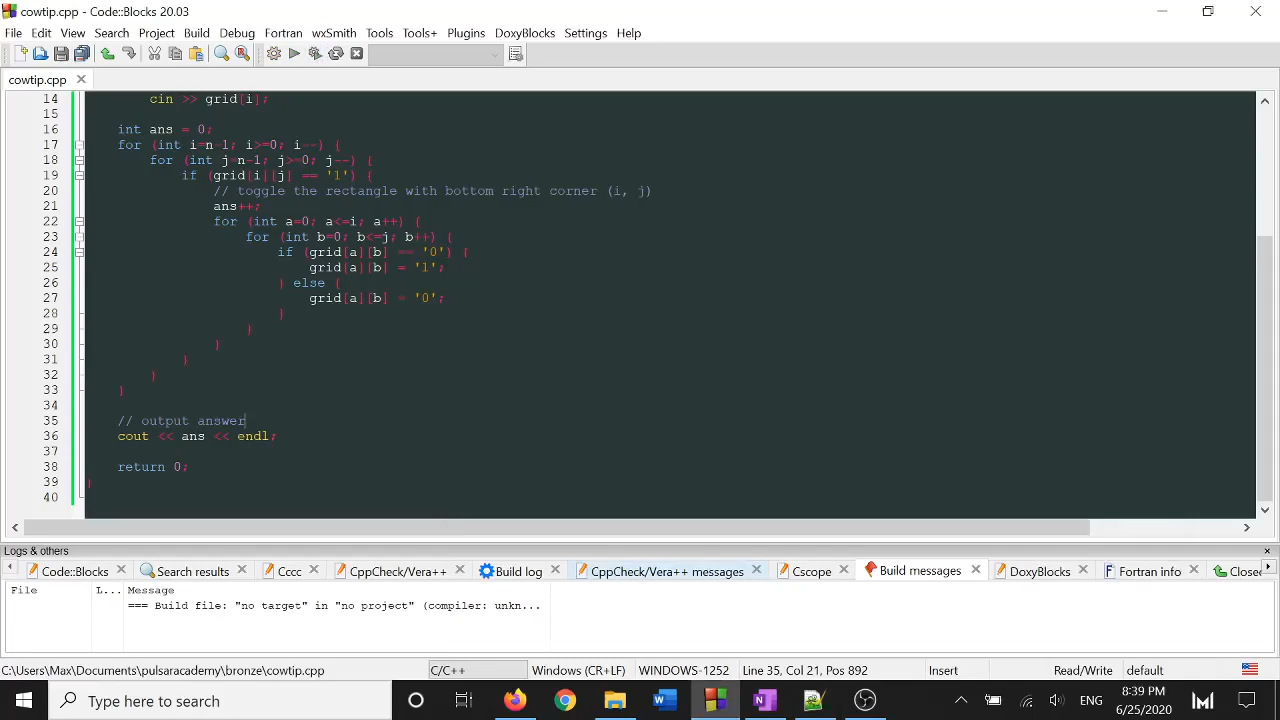 cowtip.cpp - Code::Blocks 20.03
File Edit View Search Project Build Debug Fortran wxSmith Tools Tools+ Plugins DoxyBlocks Settings Help
cowtip.cpp
14 cin >> grid[i];
15
16 int ans = 0;
17 for (int i=n-1; i>=0; i--) {
18 for (int j=n-1; j>=0; j--) {
19 if (grid[i][j] == '1') {
20 // toggle the rectangle with bottom right corner (i, j)
21 ans++;
22 for (int a=0; a<=i; a++) {
23 for (int b=0; b<=j; b++) {
24 if (grid[a][b] == '0') {
25 grid[a][b] = '1';
26 } else {
27 grid[a][b] = '0';
28 }
29 }
30 }
31 }
32 }
33 }
34
35 // output answer
36 cout << ans << endl;
37
38 return 0;
39 }
40
Logs & others
Code::Blocks Search results Cccc CppCheck/Vera++ Build log CppCheck/Vera++ messages Cscope Build messages DoxyBlocks Fortran info Close
File L... Message
=== Build file: "no target" in "no project" (compiler: unkn...
C:\Users\Max\Documents\pulsaracademy\bronze\cowtip.cpp C/C++ Windows (CR+LF) WINDOWS-1252 Line 35, Col 21, Pos 892 Insert Read/Write default
Type here to search
ENG
8:39 PM
6/25/2020